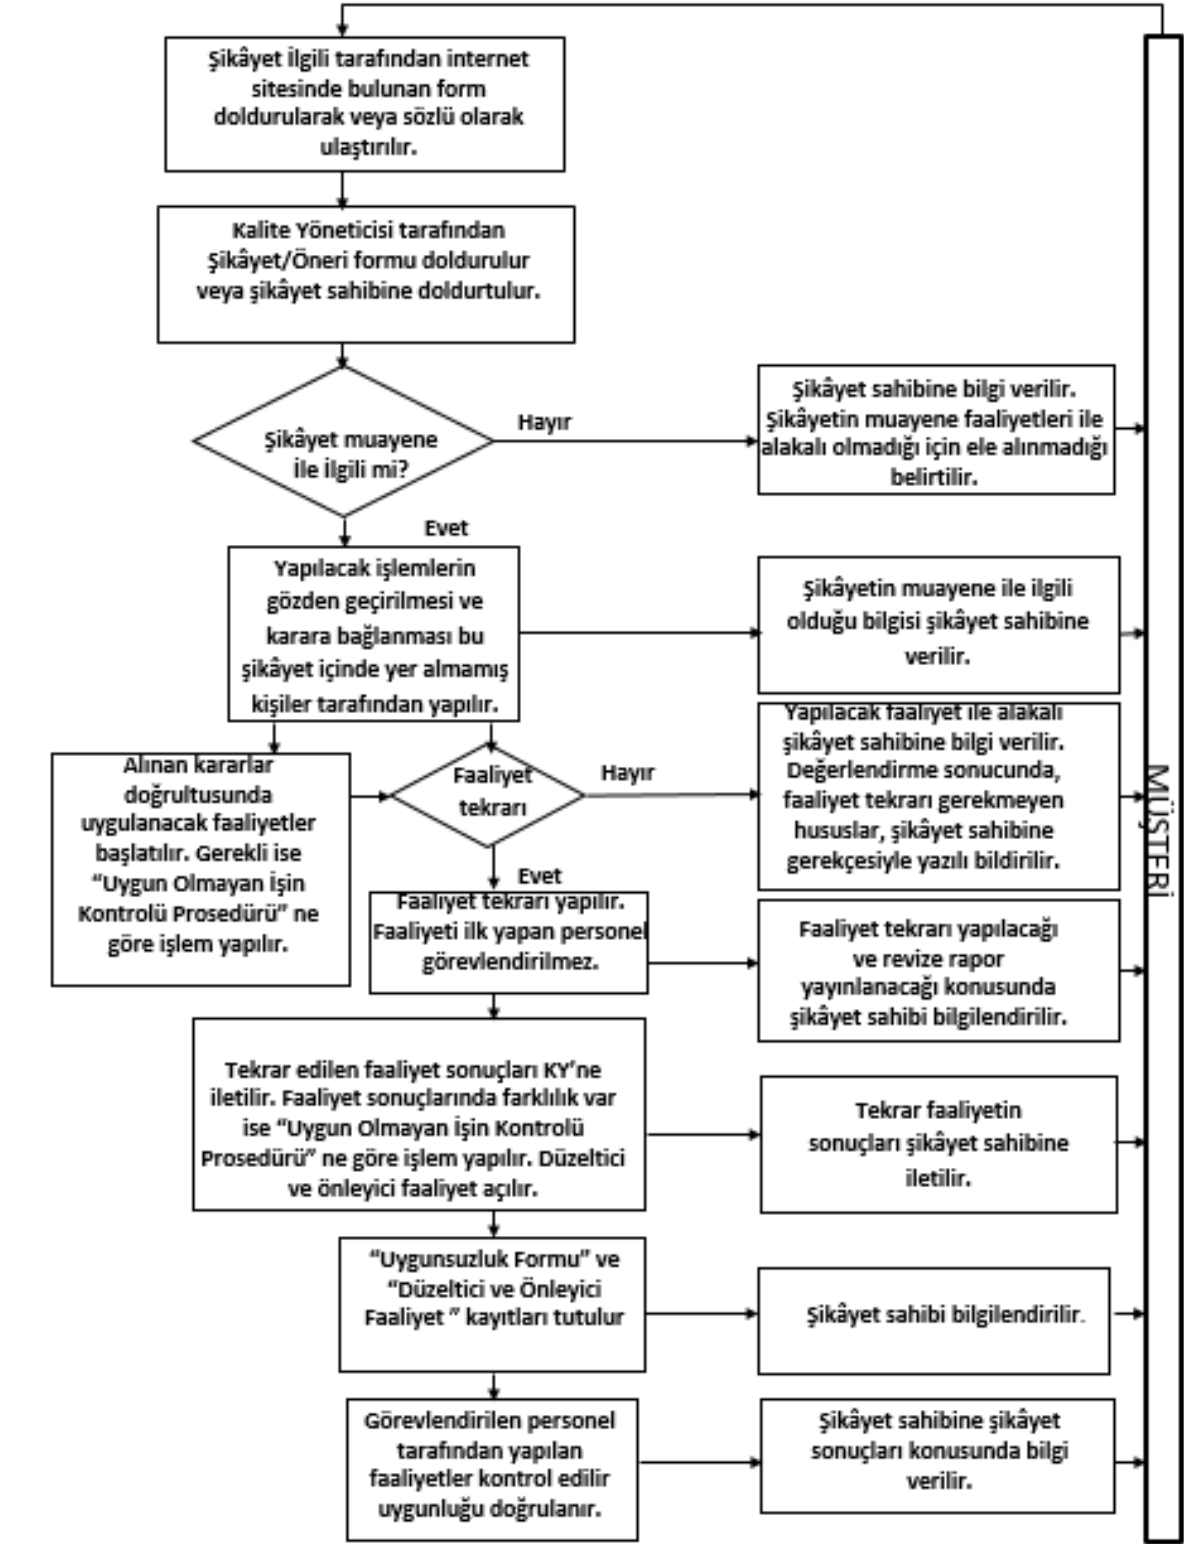 Şikâyet İlgili tarafından internet
sitesinde bulunan form
doldurularak veya sözlü olarak
ulaştırılır.
Kalite Yöneticisi tarafından
Şikâyet/Öneri formu doldurulur
veya şikâyet sahibine doldurtulur.
Şikâyet muayene
İle İlgili mi?
Hayır
Şikâyet sahibine bilgi verilir.
Şikâyetin muayene faaliyetleri ile
alakalı olmadığı için ele alınmadığı
belirtilir.
Evet
Yapılacak işlemlerin
gözden geçirilmesi ve
karara bağlanması bu
şikâyet içinde yer almamış
kişiler tarafından yapılır.
Şikâyetin muayene ile ilgili
olduğu bilgisi şikâyet sahibine
verilir.
Alınan kararlar
doğrultusunda
uygulanacak faaliyetler
başlatılır. Gerekli ise
“Uygun Olmayan İşin
Kontrolü Prosedürü” ne
göre işlem yapılır.
Faaliyet
tekrarı
Hayır
Yapılacak faaliyet ile alakalı
şikâyet sahibine bilgi verilir.
Değerlendirme sonucunda,
faaliyet tekrarı gerekmeyen
hususlar, şikâyet sahibine
gerekçesiyle yazılı bildirilir.
Evet
Faaliyet tekrarı yapılır.
Faaliyeti ilk yapan personel
görevlendirilmez.
Faaliyet tekrarı yapılacağı
ve revize rapor
yayınlanacağı konusunda
şikâyet sahibi bilgilendirilir.
Tekrar edilen faaliyet sonuçları KY’ne
iletilir. Faaliyet sonuçlarında farklılık var
ise “Uygun Olmayan İşin Kontrolü
Prosedürü” ne göre işlem yapılır. Düzeltici
ve önleyici faaliyet açılır.
Tekrar faaliyetin
sonuçları şikâyet sahibine
iletilir.
“Uygunsuzluk Formu” ve
“Düzeltici ve Önleyici
Faaliyet ” kayıtları tutulur
Şikâyet sahibi bilgilendirilir.
Görevlendirilen personel
tarafından yapılan
faaliyetler kontrol edilir
uygunluğu doğrulanır.
Şikâyet sahibine şikâyet
sonuçları konusunda bilgi
verilir.
MÜŞTERİ